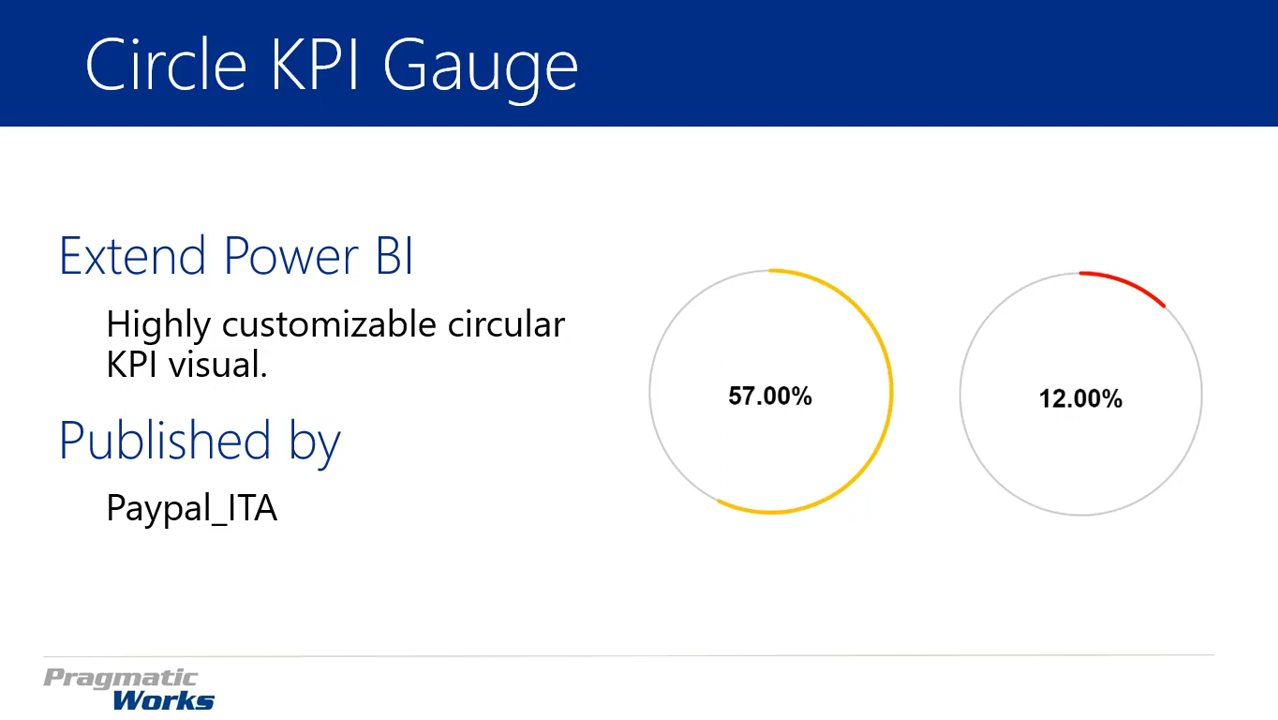 Circle KPI Gauge
Extend Power BI
Highly customizable circular
KPI visual.
Published by
Paypal_ITA
57.00%
12.00%
Pragmatic
Works